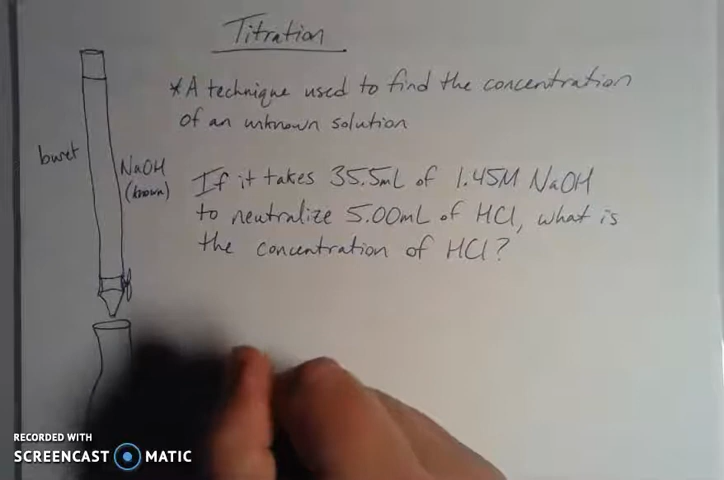 Titration
*A technique used to find the concentration
of an unknown solution
buret
NaOH
(known)
If it takes 35.5mL of 1.45M NaOH
to neutralize 5.00mL of HCl, what is
the concentration of HCl?
RECORDED WITH
SCREENCAST MATIC